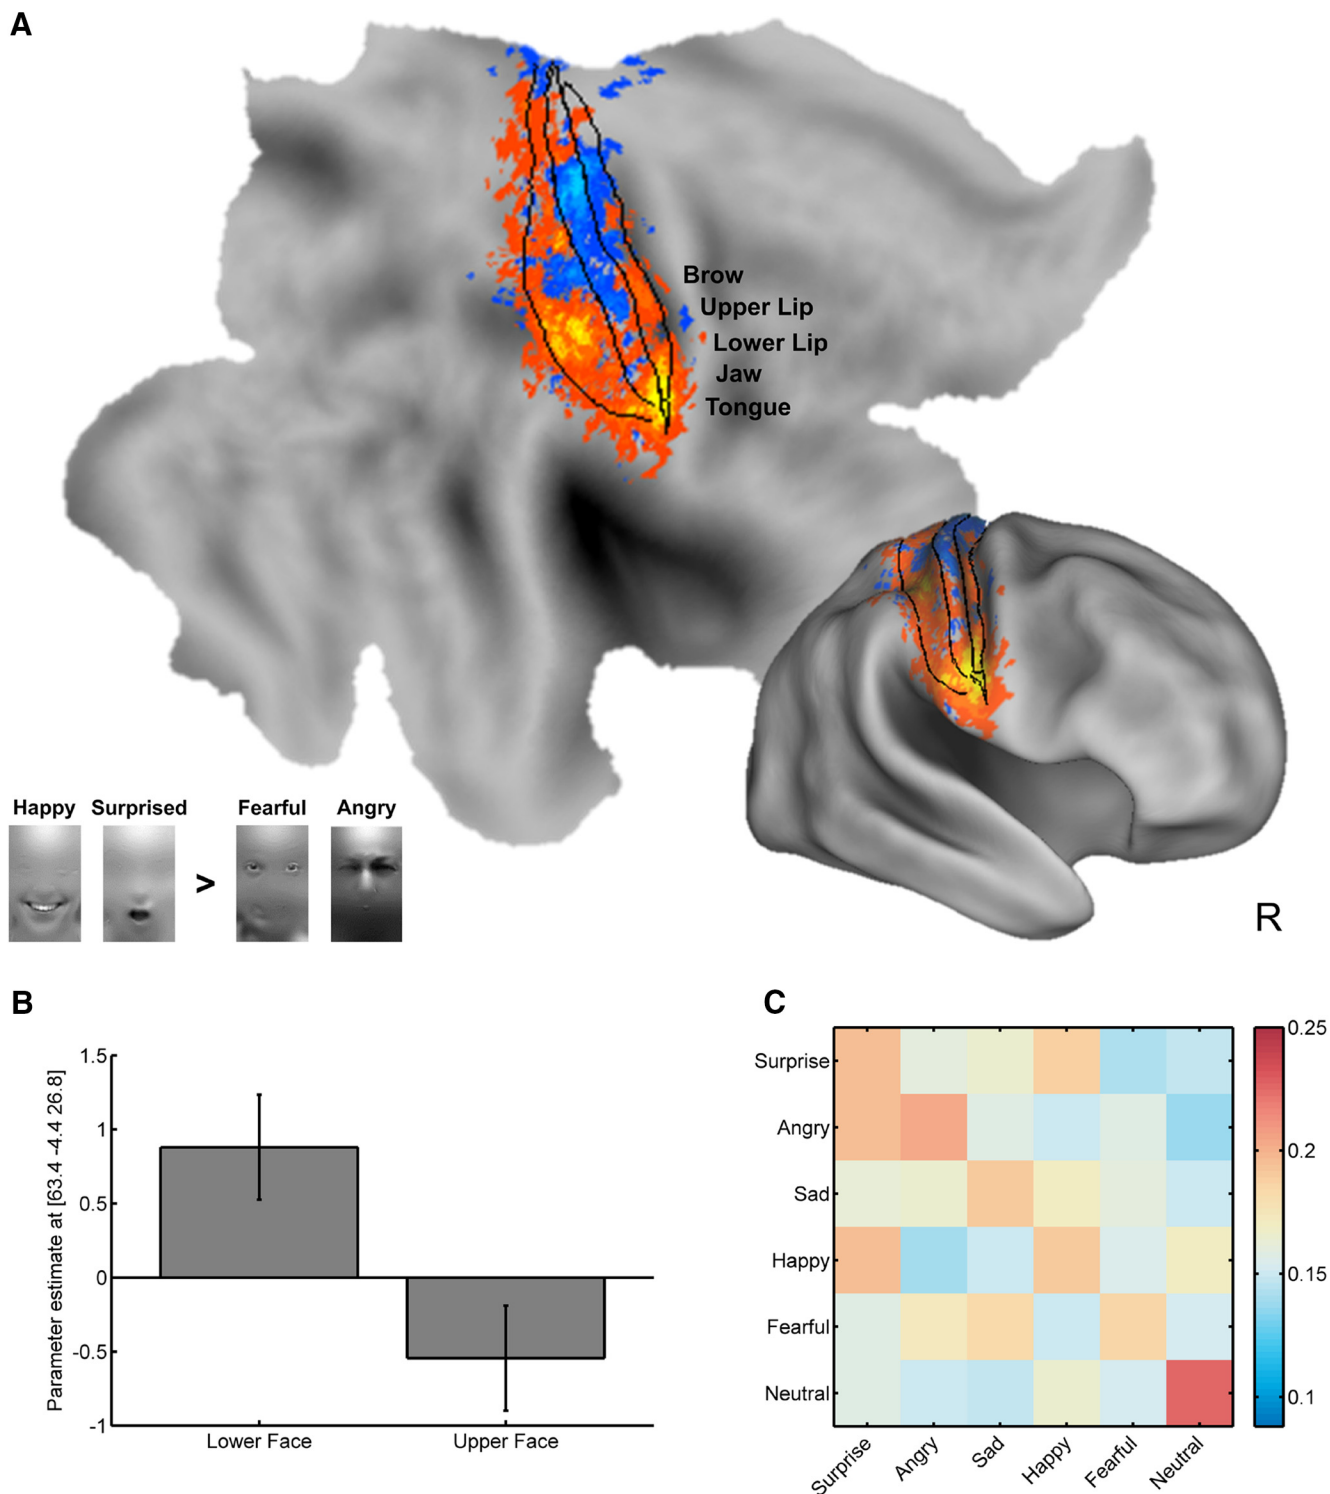 A
Brow
Upper Lip
Lower Lip
Jaw
Tongue
Happy Surprised Fearful Angry
>
R
B
Parameter estimate at [63.4 -4.4 26.8]
1.5
1
0.5
0
-0.5
-1
Lower Face Upper Face
C
Surprise
Angry
Sad
Happy
Fearful
Neutral
Surprise Angry Sad Happy Fearful Neutral
0.25
0.2
0.15
0.1